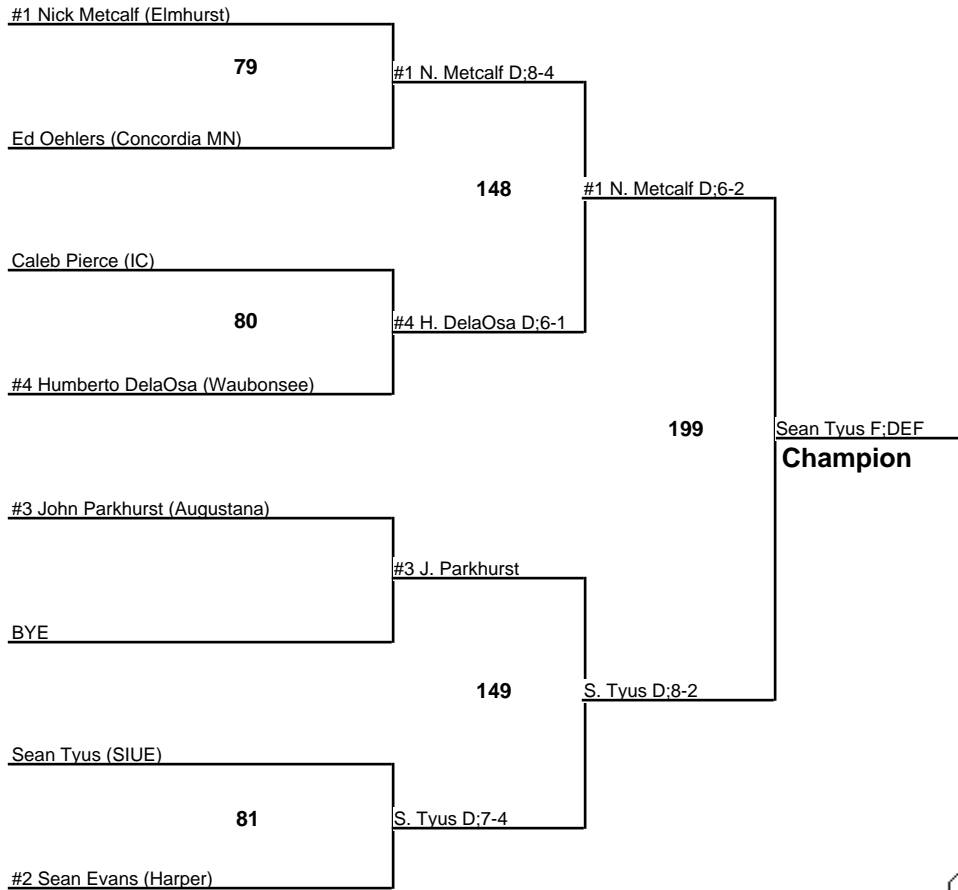 #1 Nick Metcalf (Elmhurst)
79
#1 N. Metcalf D;8-4
Ed Oehlers (Concordia MN)
148
#1 N. Metcalf D;6-2
Caleb Pierce (IC)
80
#4 H. DelaOsa D;6-1
#4 Humberto DelaOsa (Waubonsee)
199
Sean Tyus F;DEF
Champion
#3 John Parkhurst (Augustana)
#3 J. Parkhurst
BYE
149
S. Tyus D;8-2
Sean Tyus (SIUE)
81
S. Tyus D;7-4
#2 Sean Evans (Harper)